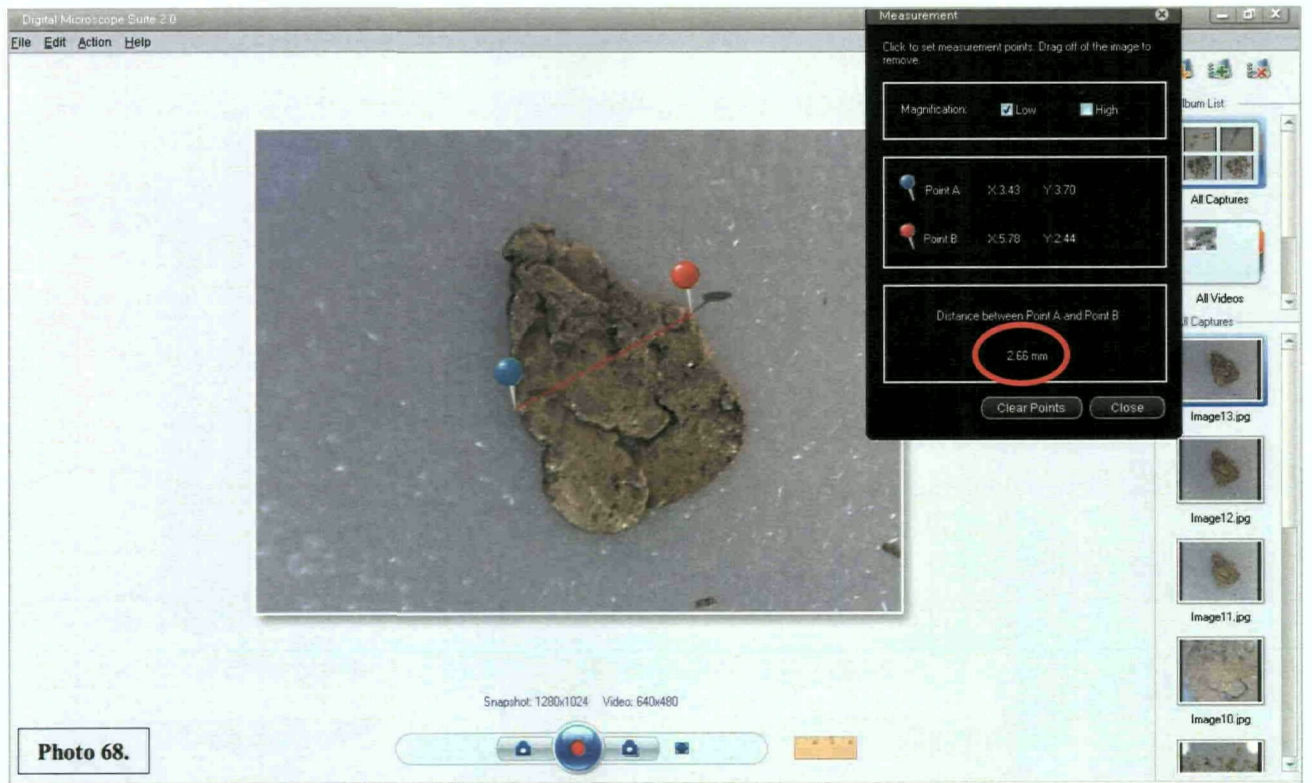 Digital Microscope Suite 2.0
File Edit Action Help
Measurement
Click to set measurement points. Drag off of the image to
remove.
Magnification: Low High
Point A X:3.43 Y:3.70
Point B X:5.78 Y:2.44
Distance between Point A and Point B
2.66 mm
Clear Points Close
lbum List
All Captures
All Videos
ll Captures
Image13.jpg
Image12.jpg
Image11.jpg
Image10.jpg
Snapshot: 1280x1024 Video: 640x480
Photo 68.